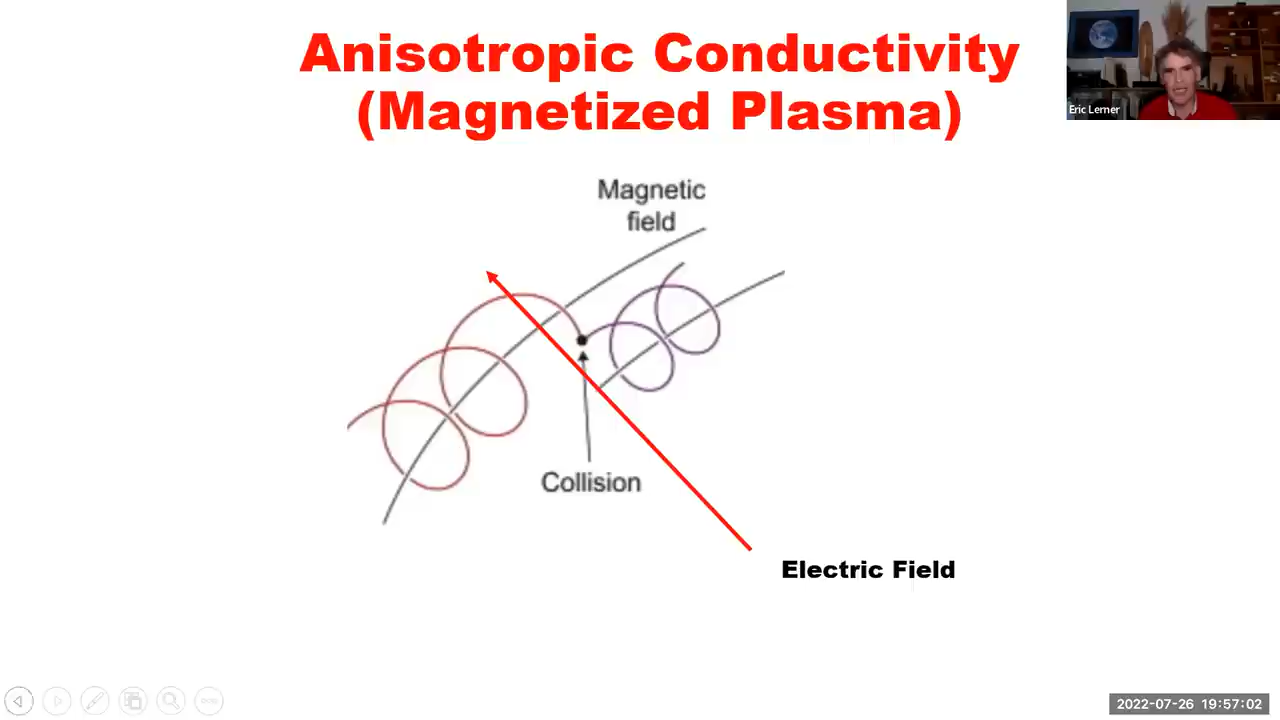 Anisotropic Conductivity
(Magnetized Plasma)
Eric Lerner
Magnetic
field
Collision
Electric Field
2022-07-26 19:57:02